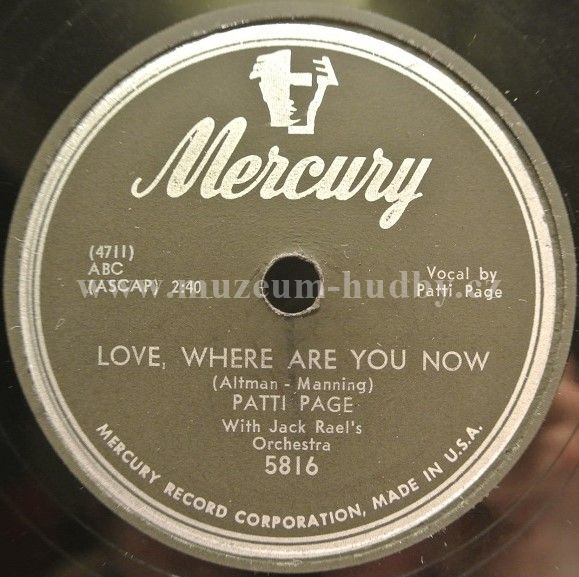 Mercury
(4711)
ABC
(ASCAP) 2:40
Vocal by
Patti Page
www.muzeum-hudby.cz
LOVE, WHERE ARE YOU NOW
(Altman - Manning)
PATTI PAGE
With Jack Rael's
Orchestra
5816
MERCURY RECORD CORPORATION, MADE IN U.S.A.